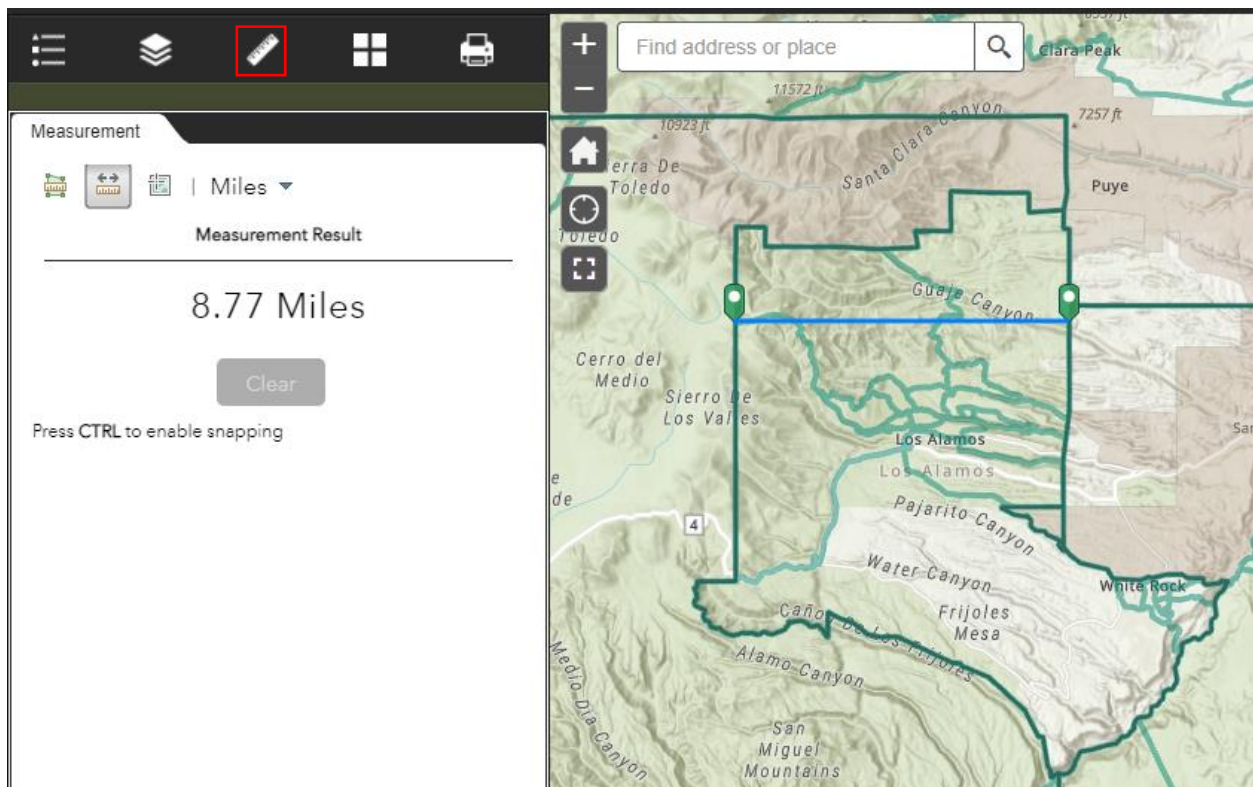 Find address or place
Clara Peak
11572 ft
10923 ft
7257 ft
Santa Clara Canyon
Measurement
Toledo
Puye
Miles
Measurement Result
Toledo
8.77 Miles
Guaje Canyon
Cerro del
Medio
Clear
Sierro De
Los Valles
Press CTRL to enable snapping
Los Alamos
Los Alamos
Pajarito Canyon
4
Water Canyon
White Rock
Cañon De Los Frijoles
Frijoles
Mesa
Alamo Canyon
Medio Dia Canyon
San
Miguel
Mountains